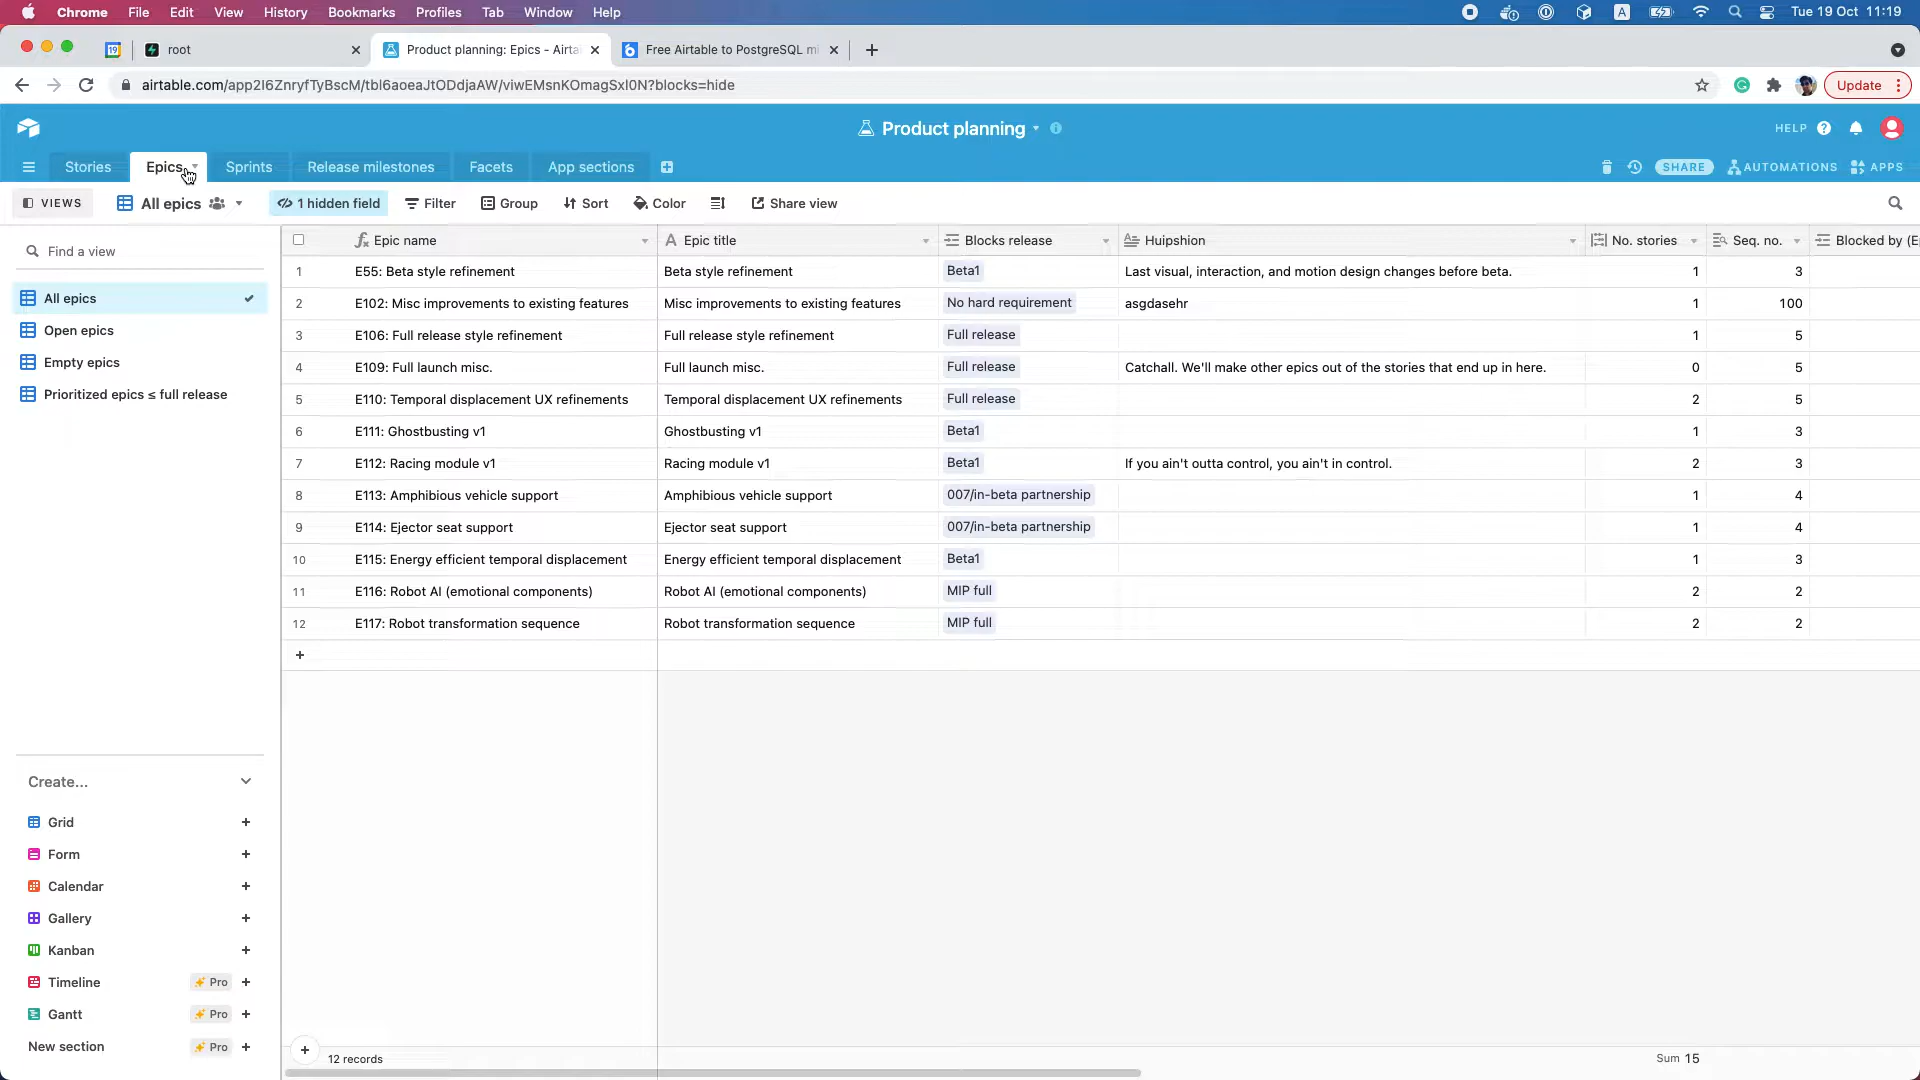 Chrome File Edit View History Bookmarks Profiles Tab Window Help A Tue 19 Oct 11:19
19 root Product planning: Epics - Airta Free Airtable to PostgreSQL mi
airtable.com/app2I6ZnryfTyBscM/tbl6aoeaJtODdjaAW/viwEMsnKOmagSxI0N?blocks=hide Update
Product planning HELP
Stories Epics Sprints Release milestones Facets App sections SHARE AUTOMATIONS APPS
VIEWS All epics 1 hidden field Filter Group Sort Color Share view
Find a view
All epics
Open epics
Empty epics
Prioritized epics ≤ full release
Create...
Grid
Form
Calendar
Gallery
Kanban
Timeline Pro
Gantt Pro
New section Pro
Epic name Epic title Blocks release Huipshion No. stories Seq. no. Blocked by (E
1 E55: Beta style refinement Beta style refinement Beta1 Last visual, interaction, and motion design changes before beta. 1 3
2 E102: Misc improvements to existing features Misc improvements to existing features No hard requirement asgdasehr 1 100
3 E106: Full release style refinement Full release style refinement Full release 1 5
4 E109: Full launch misc. Full launch misc. Full release Catchall. We'll make other epics out of the stories that end up in here. 0 5
5 E110: Temporal displacement UX refinements Temporal displacement UX refinements Full release 2 5
6 E111: Ghostbusting v1 Ghostbusting v1 Beta1 1 3
7 E112: Racing module v1 Racing module v1 Beta1 If you ain't outta control, you ain't in control. 2 3
8 E113: Amphibious vehicle support Amphibious vehicle support 007/in-beta partnership 1 4
9 E114: Ejector seat support Ejector seat support 007/in-beta partnership 1 4
10 E115: Energy efficient temporal displacement Energy efficient temporal displacement Beta1 1 3
11 E116: Robot AI (emotional components) Robot AI (emotional components) MIP full 2 2
12 E117: Robot transformation sequence Robot transformation sequence MIP full 2 2
12 records Sum 15